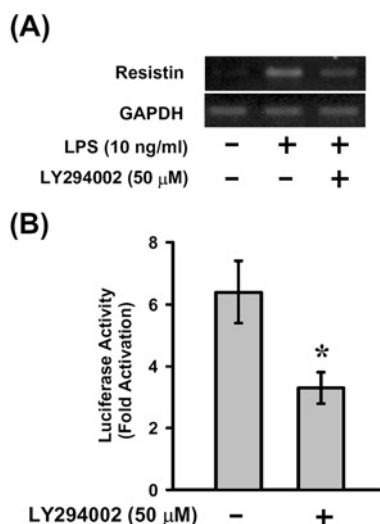 (A)
Resistin
GAPDH
LPS (10 ng/ml) − + +
LY294002 (50 μM) − − +
(B)
Luciferase Activity
(Fold Activation)
8
6
4
2
0
*
LY294002 (50 μM) − +